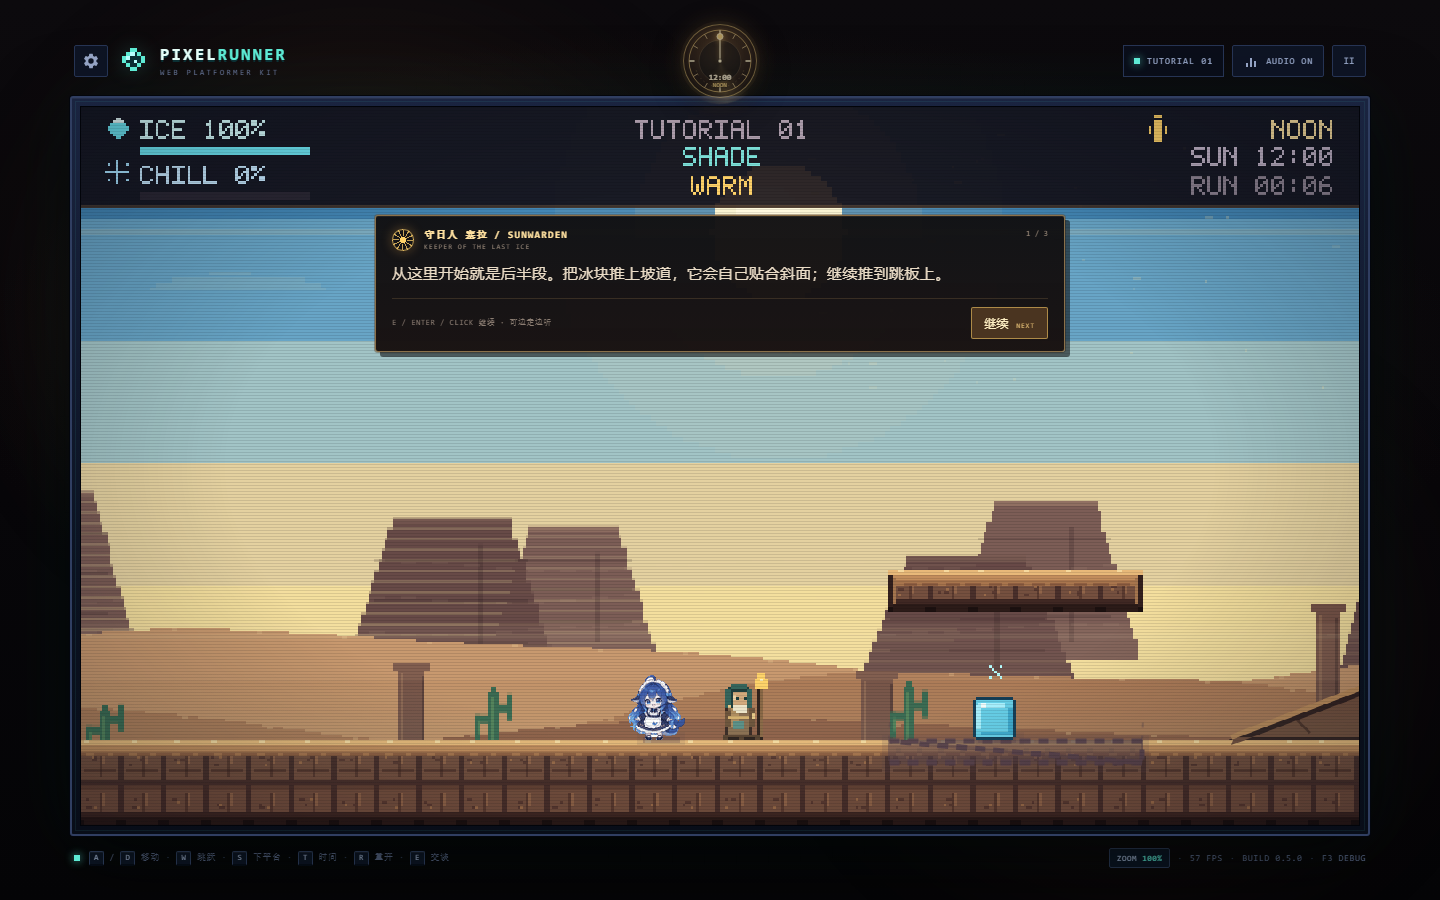 PIXELRUNNER
WEB PLATFORMER KIT
12:00
NOON
TUTORIAL 01
AUDIO ON
II
ICE 100%
CHILL 0%
TUTORIAL 01
SHADE
WARM
NOON
SUN 12:00
RUN 00:06
守日人 塞拉 / SUNWARDEN
KEEPER OF THE LAST ICE
1 / 3
从这里开始就是后半段。把冰块推上坡道，它会自己贴合斜面；继续推到跳板上。
E / ENTER / CLICK 继续 · 可边走边听
继续 NEXT
A / D 移动 · W 跳跃 · S 下平台 · T 时间 · R 重开 · E 交谈
ZOOM 100% · 57 FPS · BUILD 0.5.0 · F3 DEBUG